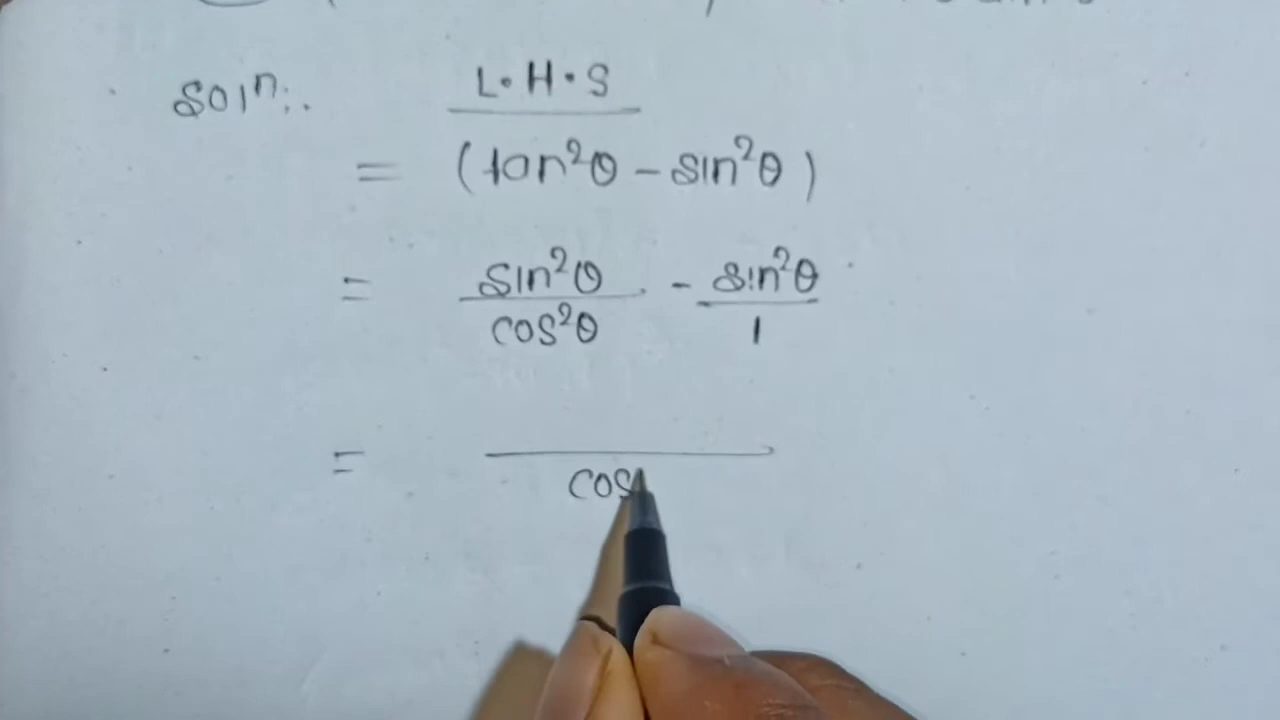 Solⁿ:. L.H.S
= (tan²θ - sin²θ)
= sin²θ/cos²θ - sin²θ/1
= /cos